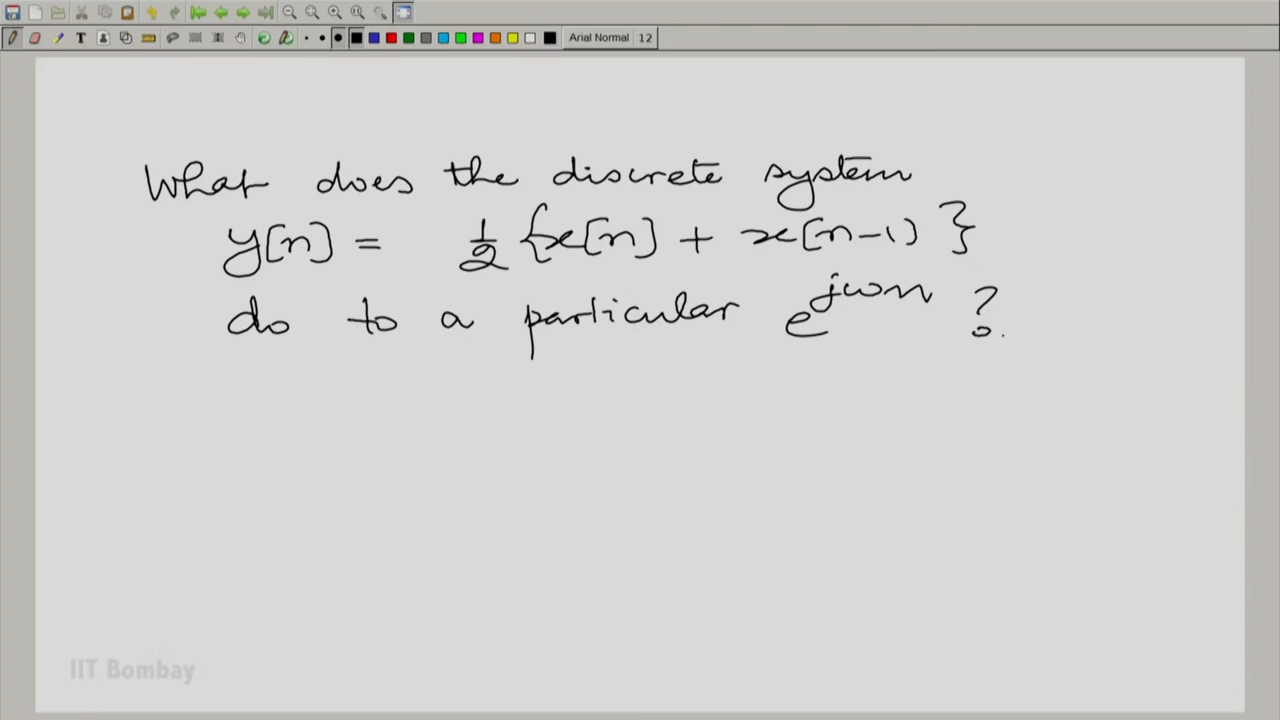 Arial Normal 12
What does the discrete system
y[n] = 1/2 {x[n] + x[n-1]}
do to a particular e^{jωn} ?
IIT Bombay